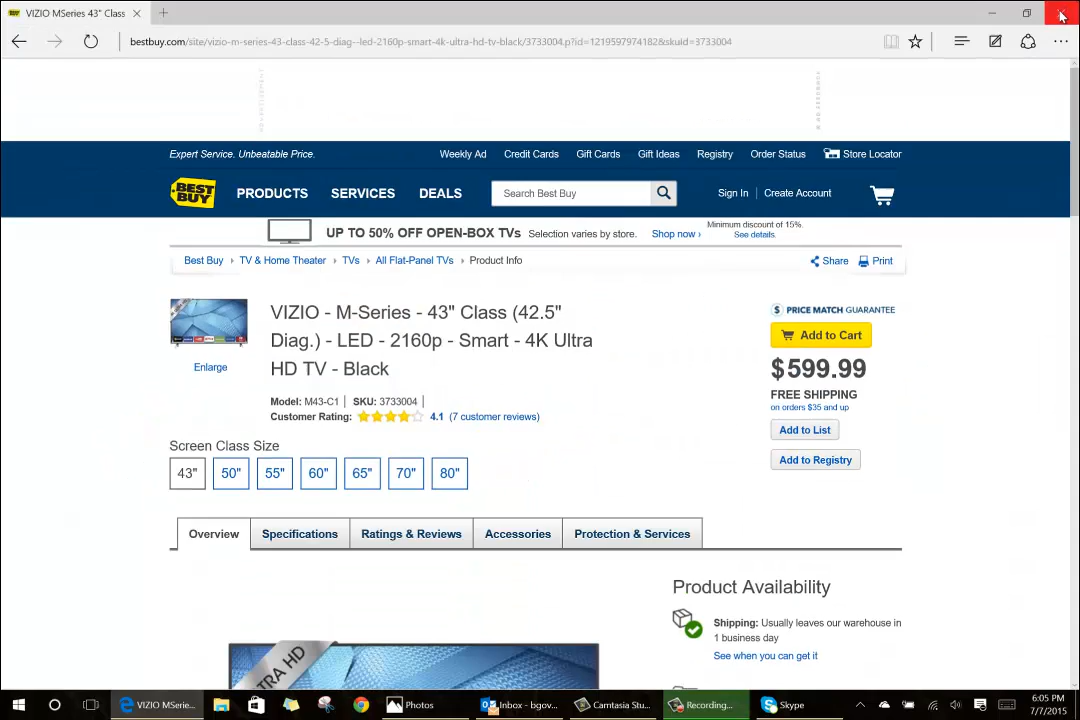 VIZIO MSeries 43" Class
bestbuy.com/site/vizio-m-series-43-class-42-5-diag--led-2160p-smart-4k-ultra-hd-tv-black/3733004.p?id=1219597974182&skuId=3733004
ADVERTISEMENT
Expert Service. Unbeatable Price.
Weekly Ad Credit Cards Gift Cards Gift Ideas Registry Order Status Store Locator
BEST BUY
PRODUCTS SERVICES DEALS Search Best Buy Sign In Create Account
UP TO 50% OFF OPEN-BOX TVs Selection varies by store. Shop now › Minimum discount of 15%.
See details.
Best Buy TV & Home Theater TVs All Flat-Panel TVs Product Info Share Print
VIZIO - M-Series - 43" Class (42.5"
Diag.) - LED - 2160p - Smart - 4K Ultra
HD TV - Black
Enlarge
Model: M43-C1 SKU: 3733004
Customer Rating: 4.1 (7 customer reviews)
$ PRICE MATCH GUARANTEE
Add to Cart
$599.99
FREE SHIPPING
on orders $35 and up
Add to List
Add to Registry
Screen Class Size
43" 50" 55" 60" 65" 70" 80"
Overview Specifications Ratings & Reviews Accessories Protection & Services
Product Availability
Shipping: Usually leaves our warehouse in
1 business day
See when you can get it
ULTRA HD
VIZIO MSerie... Photos Inbox - bgov... Camtasia Stu... Recording... Skype
6:05 PM
7/7/2015